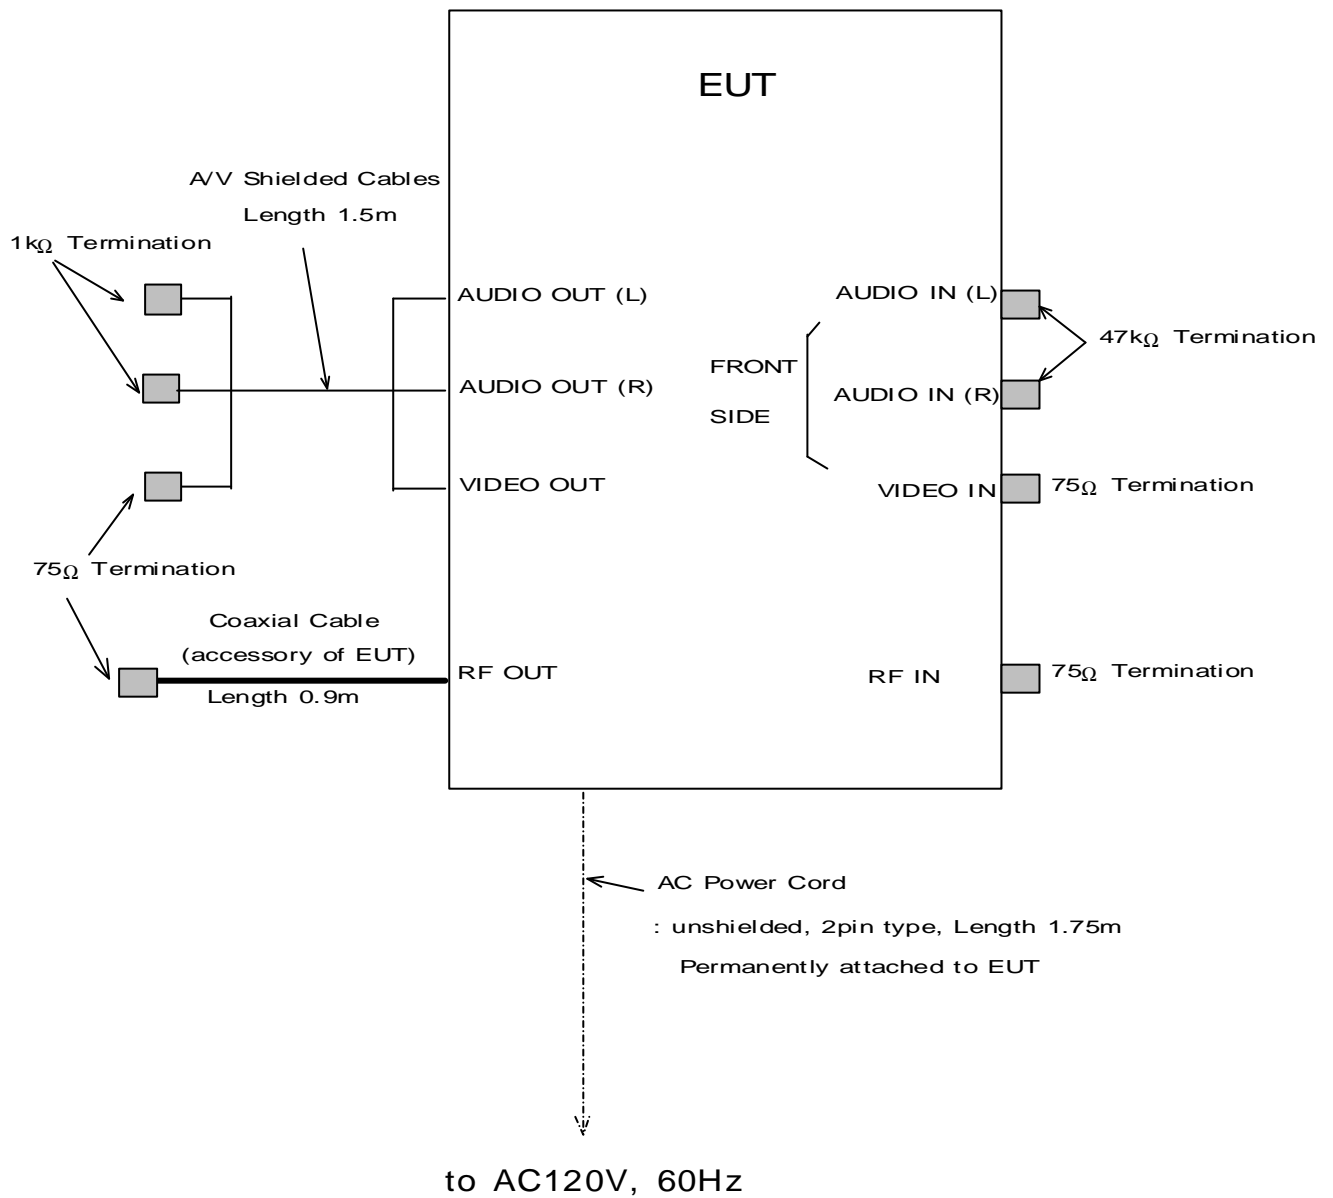 EUT
A/V Shielded Cables
Length 1.5m
1kΩ Termination
AUDIO OUT (L)
AUDIO IN (L)
47kΩ Termination
FRONT
SIDE
AUDIO OUT (R)
AUDIO IN (R)
VIDEO OUT
VIDEO IN
75Ω Termination
75Ω Termination
Coaxial Cable
(accessory of EUT)
Length 0.9m
RF OUT
RF IN
75Ω Termination
AC Power Cord
: unshielded, 2pin type, Length 1.75m
Permanently attached to EUT
to AC120V, 60Hz